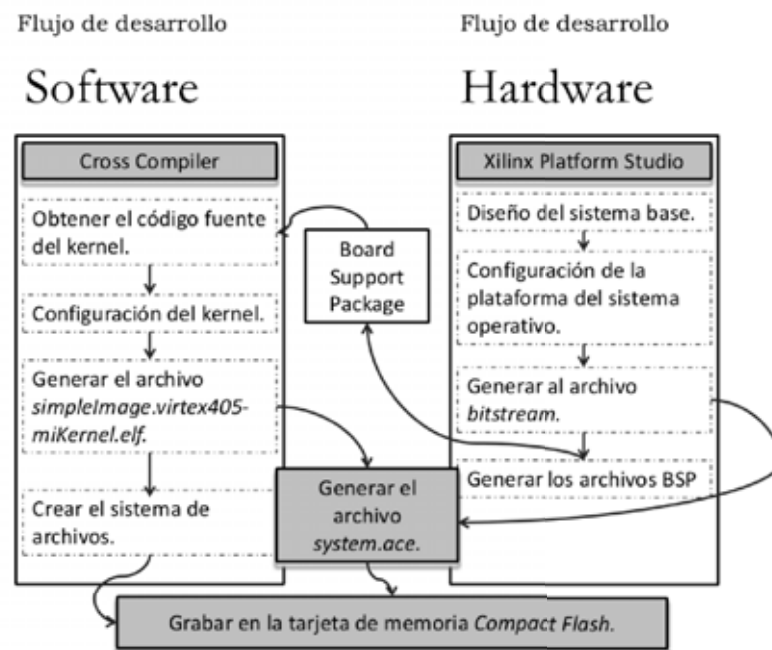 Flujo de desarrollo
Software
Cross Compiler
Obtener el código fuente
del kernel.
Configuración del kernel.
Generar el archivo
simpleImage.virtex405-
miKernel.elf.
Crear el sistema de
archivos.
Board
Support
Package
Generar el
archivo
system.ace.
Flujo de desarrollo
Hardware
Xilinx Platform Studio
Diseño del sistema base.
Configuración de la
plataforma del sistema
operativo.
Generar al archivo
bitstream.
Generar los archivos BSP
Grabar en la tarjeta de memoria Compact Flash.